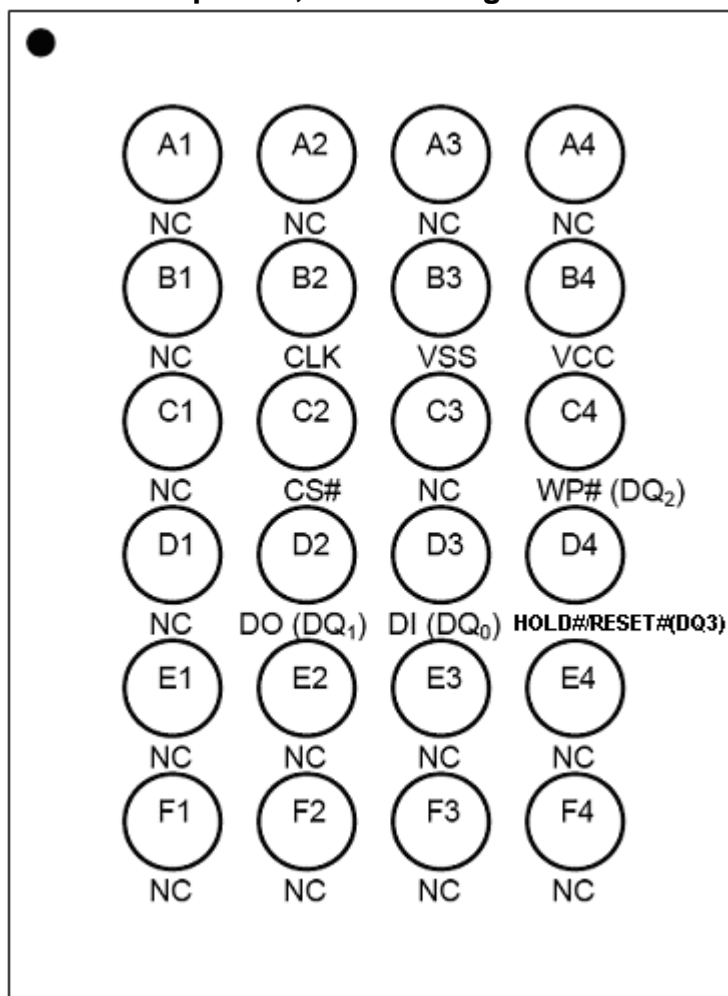 A1 A2 A3 A4
NC NC NC NC
B1 B2 B3 B4
NC CLK VSS VCC
C1 C2 C3 C4
NC CS# NC WP# (DQ₂)
D1 D2 D3 D4
NC DO (DQ₁) DI (DQ₀) HOLD#/RESET#(DQ3)
E1 E2 E3 E4
NC NC NC NC
F1 F2 F3 F4
NC NC NC NC